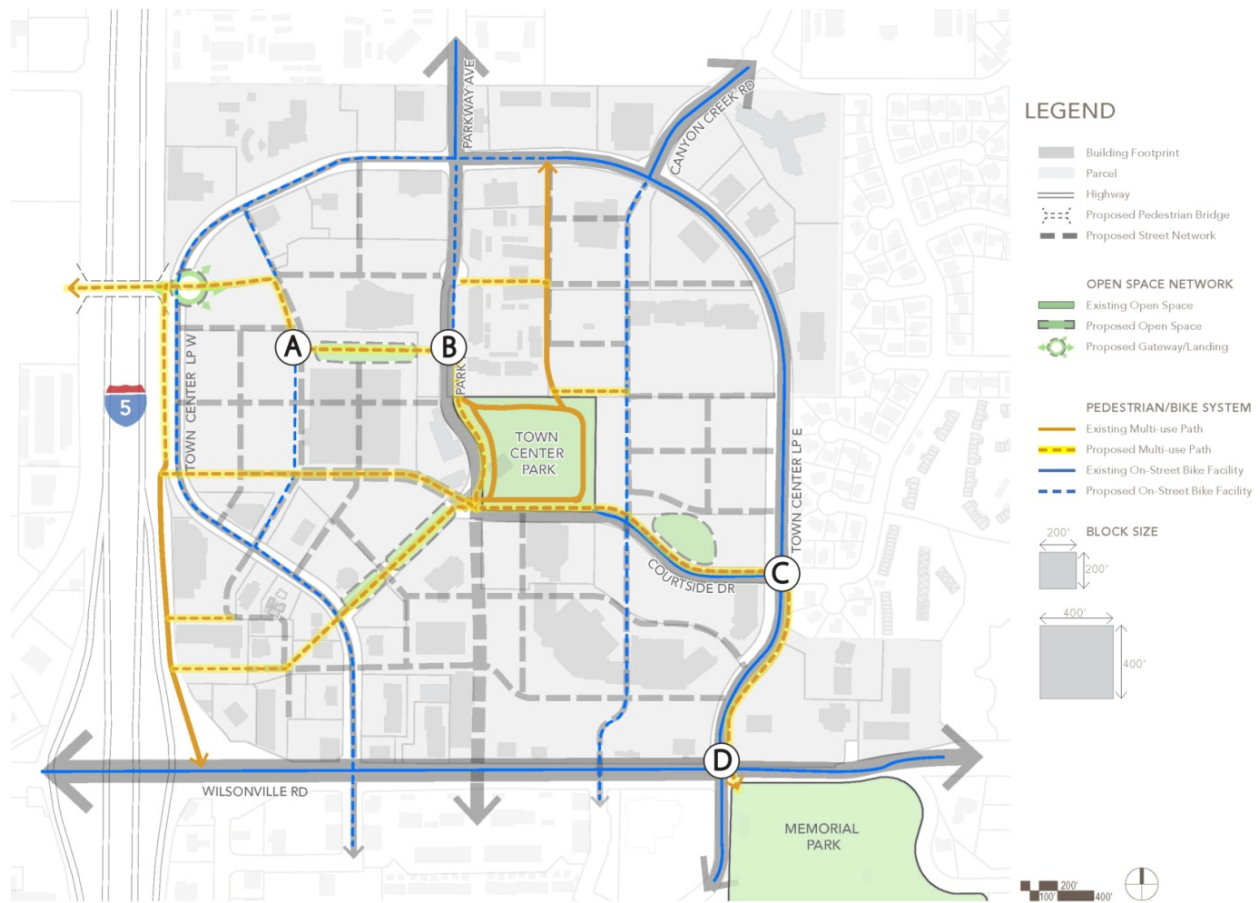 PARKWAY AVE
CANYON CREEK RD
A
B
PARK
TOWN CENTER LP W
5
TOWN
CENTER
PARK
TOWN CENTER LP E
C
COURTSIDE DR
D
WILSONVILLE RD
MEMORIAL
PARK
LEGEND
Building Footprint
Parcel
Highway
Proposed Pedestrian Bridge
Proposed Street Network
OPEN SPACE NETWORK
Existing Open Space
Proposed Open Space
Proposed Gateway/Landing
PEDESTRIAN/BIKE SYSTEM
Existing Multi-use Path
Proposed Multi-use Path
Existing On-Street Bike Facility
Proposed On-Street Bike Facility
BLOCK SIZE
200'
200'
400'
400'
200'
100'
400'